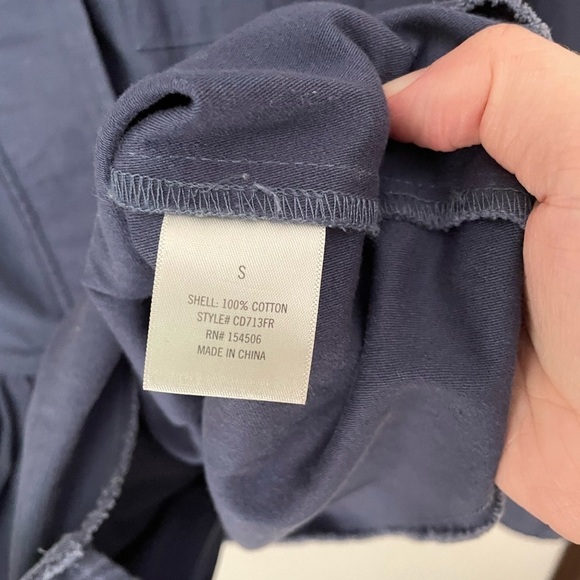 S
SHELL: 100% COTTON
STYLE# CD713FR
RN# 154506
MADE IN CHINA